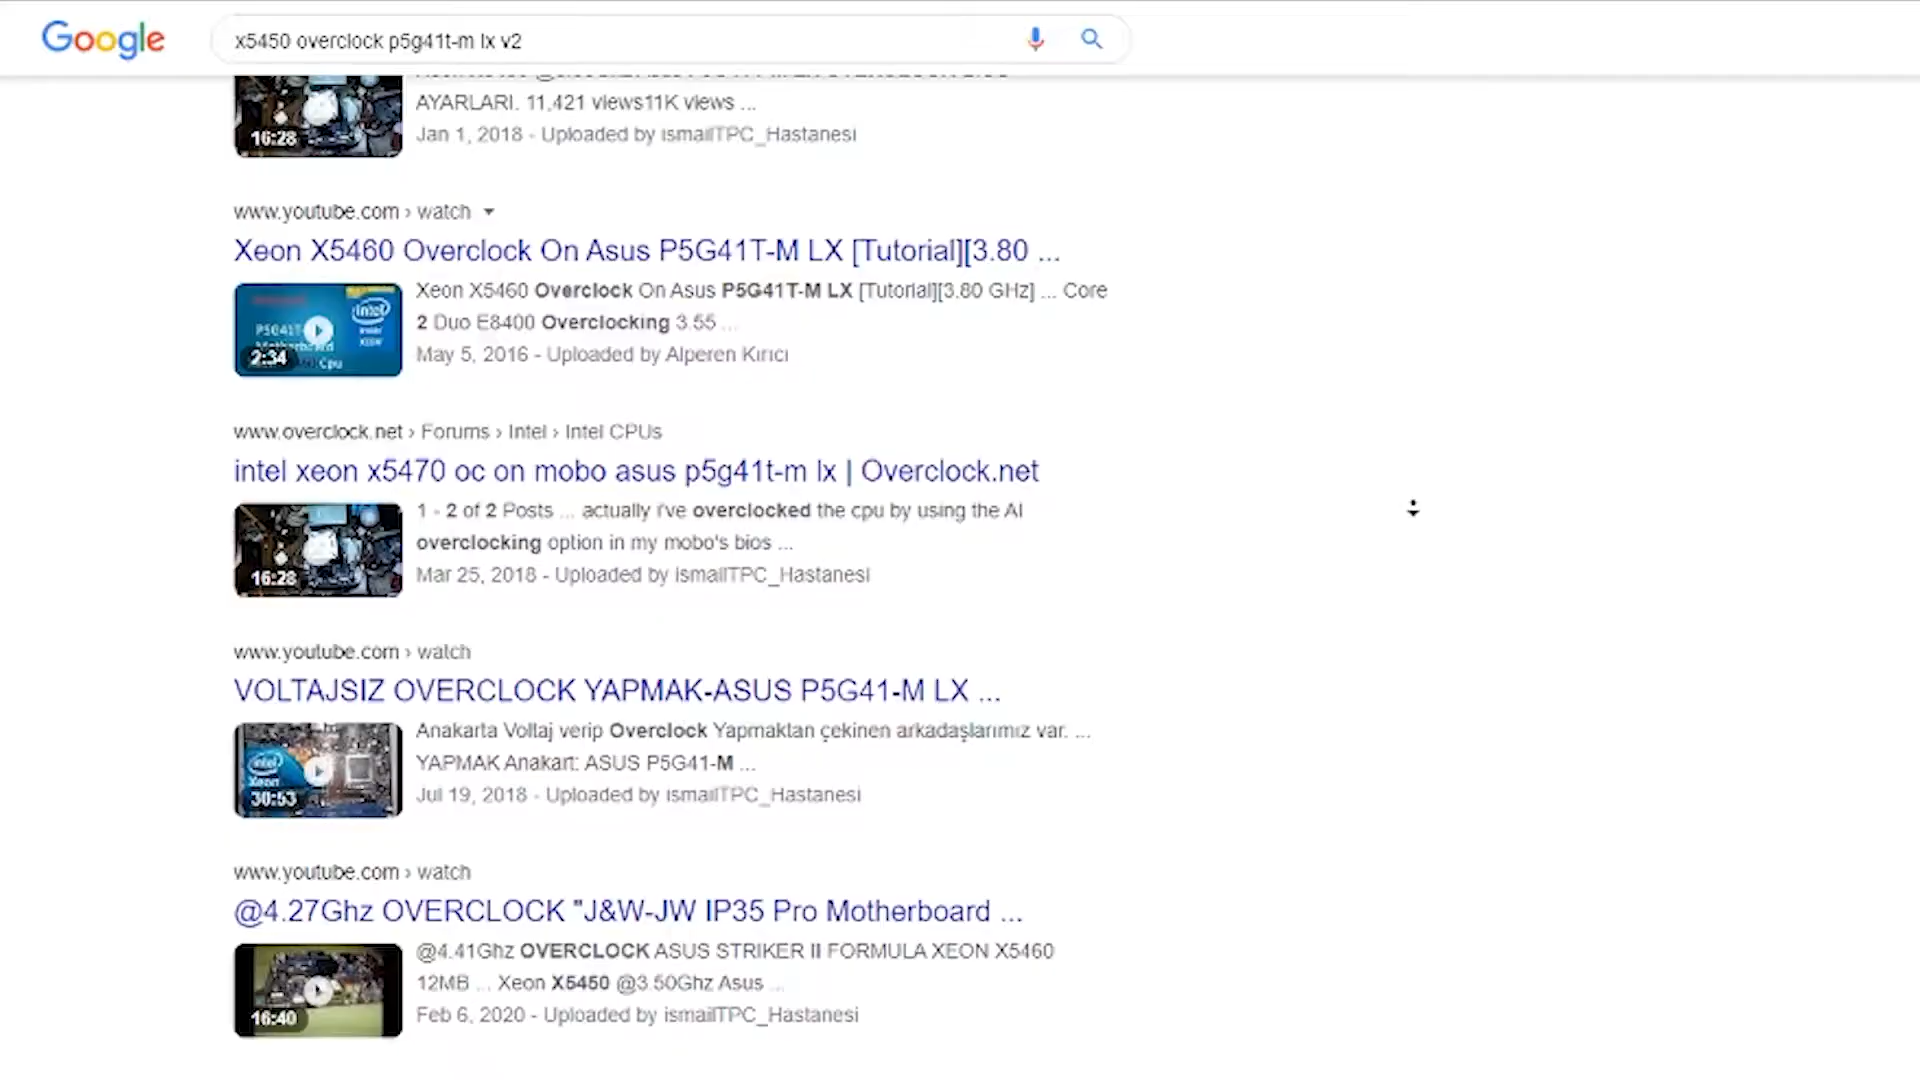 Google
x5450 overclock p5g41t-m lx v2
AYARLARI. 11,421 views11K views ...
16:28
Jan 1, 2018 - Uploaded by ismailTPC_Hastanesi
www.youtube.com › watch
Xeon X5460 Overclock On Asus P5G41T-M LX [Tutorial][3.80 ...
Xeon X5460 Overclock On Asus P5G41T-M LX [Tutorial][3.80 GHz] ... Core
2 Duo E8400 Overclocking 3.55 ...
May 5, 2016 - Uploaded by Alperen Kırıcı
intel
P5G41T
XEON
2:34
Cpu
www.overclock.net › Forums › Intel › Intel CPUs
intel xeon x5470 oc on mobo asus p5g41t-m lx | Overclock.net
1 - 2 of 2 Posts ... actually i've overclocked the cpu by using the AI
overclocking option in my mobo's bios ...
16:28
Mar 25, 2018 - Uploaded by ismailTPC_Hastanesi
www.youtube.com › watch
VOLTAJSIZ OVERCLOCK YAPMAK-ASUS P5G41-M LX ...
Anakarta Voltaj verip Overclock Yapmaktan çekinen arkadaşlarımız var. ...
YAPMAK Anakart: ASUS P5G41-M ...
intel
Xeon
30:53
Jul 19, 2018 - Uploaded by ismailTPC_Hastanesi
www.youtube.com › watch
@4.27Ghz OVERCLOCK "J&W-JW IP35 Pro Motherboard ...
@4.41Ghz OVERCLOCK ASUS STRIKER II FORMULA XEON X5460
12MB ... Xeon X5450 @3.50Ghz Asus ...
16:40
Feb 6, 2020 - Uploaded by ismailTPC_Hastanesi